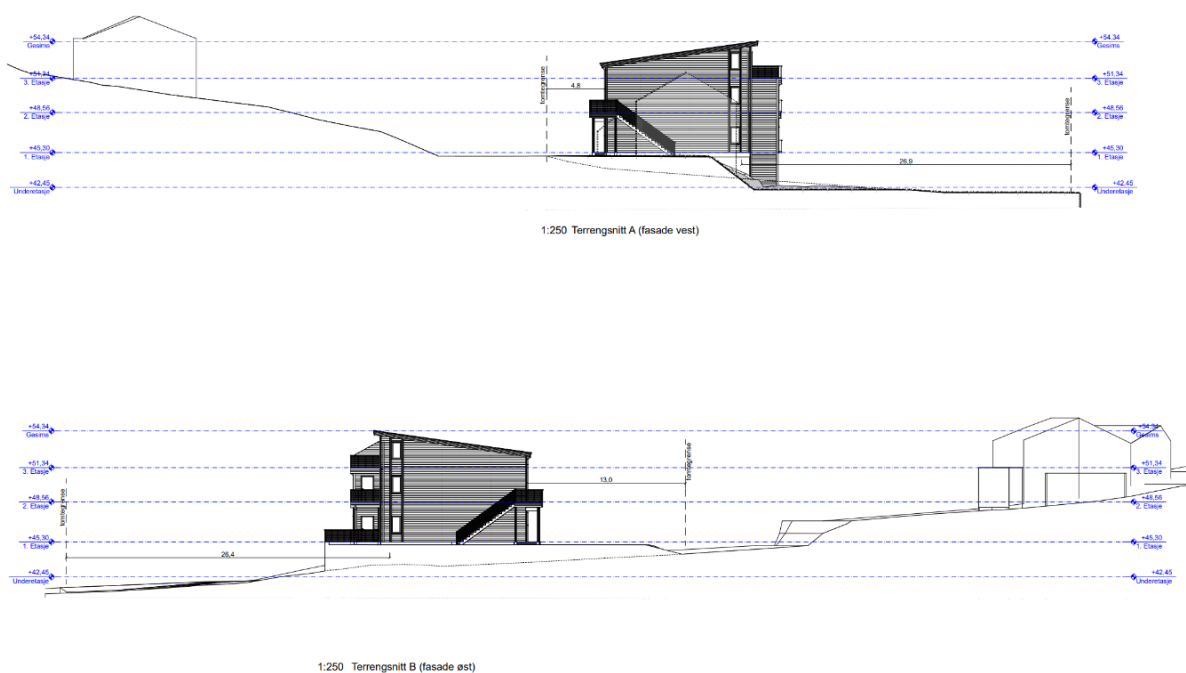 +54,34
Gesims
+51,34
3. Etasje
+48,56
2. Etasje
+45,30
1. Etasje
+42,45
Underetasje
tomtegrense
4,8
26,9
tomtegrense
+54,34
Gesims
+51,34
3. Etasje
+48,56
2. Etasje
+45,30
1. Etasje
+42,45
Underetasje
1:250 Terrengsnitt A (fasade vest)
+54,34
Gesims
+51,34
3. Etasje
+48,56
2. Etasje
+45,30
1. Etasje
+42,45
Underetasje
tomtegrense
26,4
13,0
tomtegrense
+54,34
Gesims
+51,34
3. Etasje
+48,56
2. Etasje
+45,30
1. Etasje
+42,45
Underetasje
1:250 Terrengsnitt B (fasade øst)